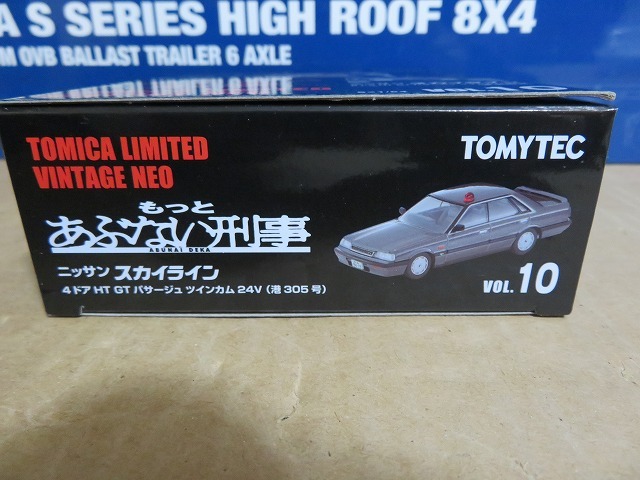 A S SERIES HIGH ROOF 8X4
M OVB BALLAST TRAILER 6 AXLE
TOMICA LIMITED
VINTAGE NEO
TOMYTEC
もっと
あぶない刑事
ABUNAI DEKA
ニッサン スカイライン
4ドア HT GT パサージュ ツインカム 24V (港 305 号)
VOL. 10